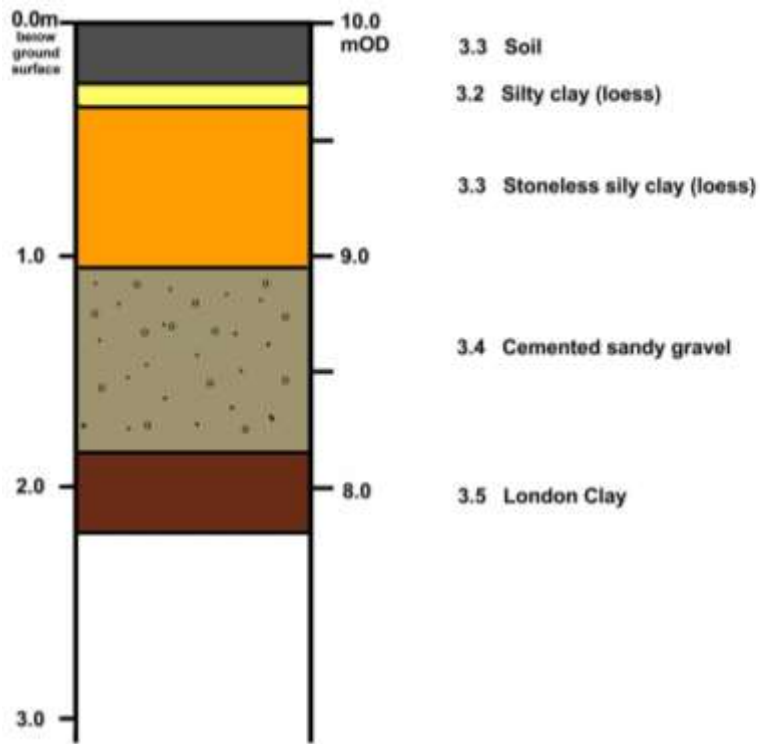 0.0m
below
ground
surface
10.0
mOD
3.3 Soil
3.2 Silty clay (loess)
3.3 Stoneless sily clay (loess)
1.0
9.0
3.4 Cemented sandy gravel
2.0
8.0
3.5 London Clay
3.0